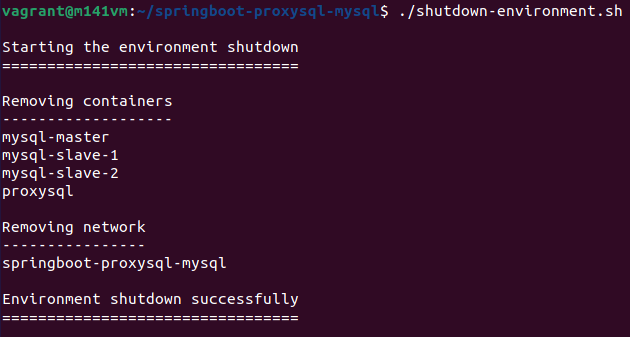 vagrant@m141vm:~/springboot-proxysql-mysql$ ./shutdown-environment.sh
Starting the environment shutdown
=================================
Removing containers
-------------------
mysql-master
mysql-slave-1
mysql-slave-2
proxysql
Removing network
----------------
springboot-proxysql-mysql
Environment shutdown successfully
=================================